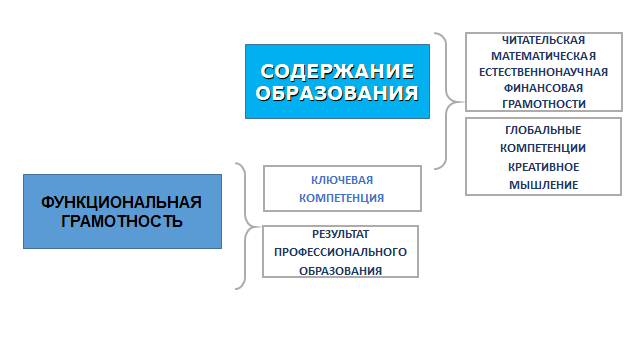 СОДЕРЖАНИЕ
ОБРАЗОВАНИЯ
ЧИТАТЕЛЬСКАЯ
МАТЕМАТИЧЕСКАЯ
ЕСТЕСТВЕННОНАУЧНАЯ
ФИНАНСОВАЯ
ГРАМОТНОСТИ
ГЛОБАЛЬНЫЕ
КОМПЕТЕНЦИИ
КРЕАТИВНОЕ
МЫШЛЕНИЕ
ФУНКЦИОНАЛЬНАЯ
ГРАМОТНОСТЬ
КЛЮЧЕВАЯ
КОМПЕТЕНЦИЯ
РЕЗУЛЬТАТ
ПРОФЕССИОНАЛЬНОГО
ОБРАЗОВАНИЯ